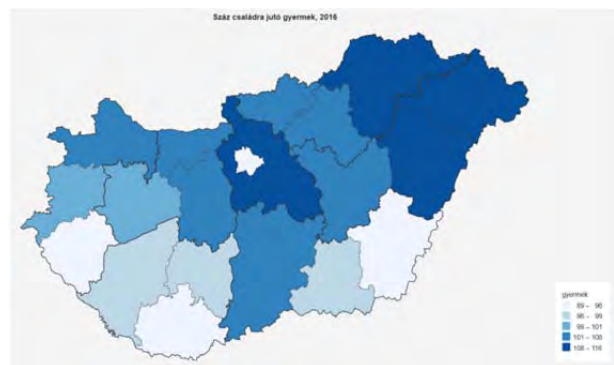 Száz családra jutó gyermek, 2016
gyermek
89 – 96
96 – 99
99 – 101
101 – 108
108 – 116